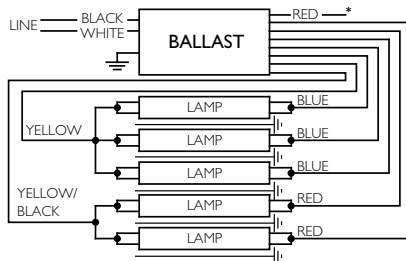 LINE
BLACK
WHITE
BALLAST
RED *
LAMP
BLUE
YELLOW
LAMP
BLUE
LAMP
BLUE
YELLOW/
BLACK
LAMP
RED
LAMP
RED